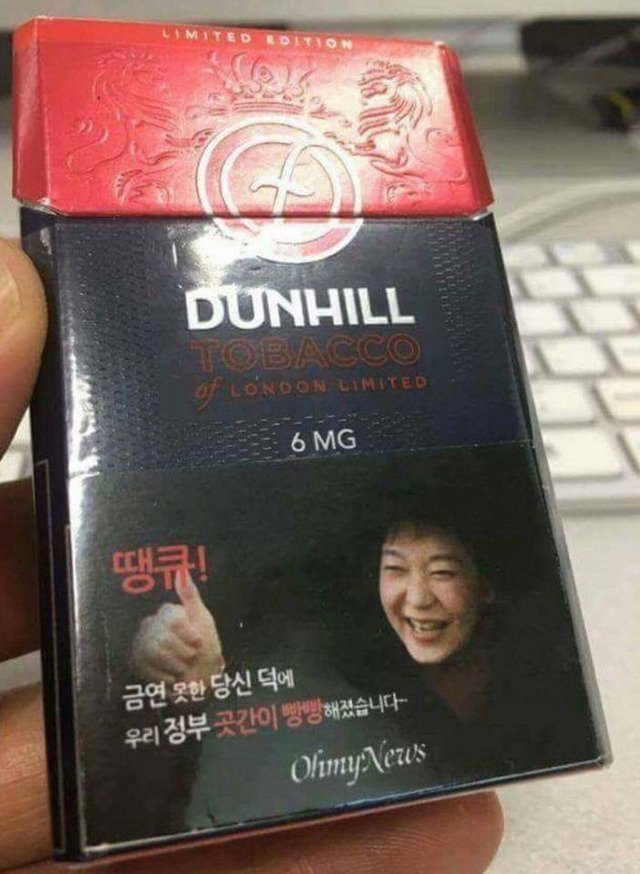 LIMITED EDITION
DUNHILL
TOBACCO
of LONDON LIMITED
6 MG
땡큐!
금연 못한 당신 덕에
우리 정부 곳간이 빵빵해졌습니다~
OhmyNews